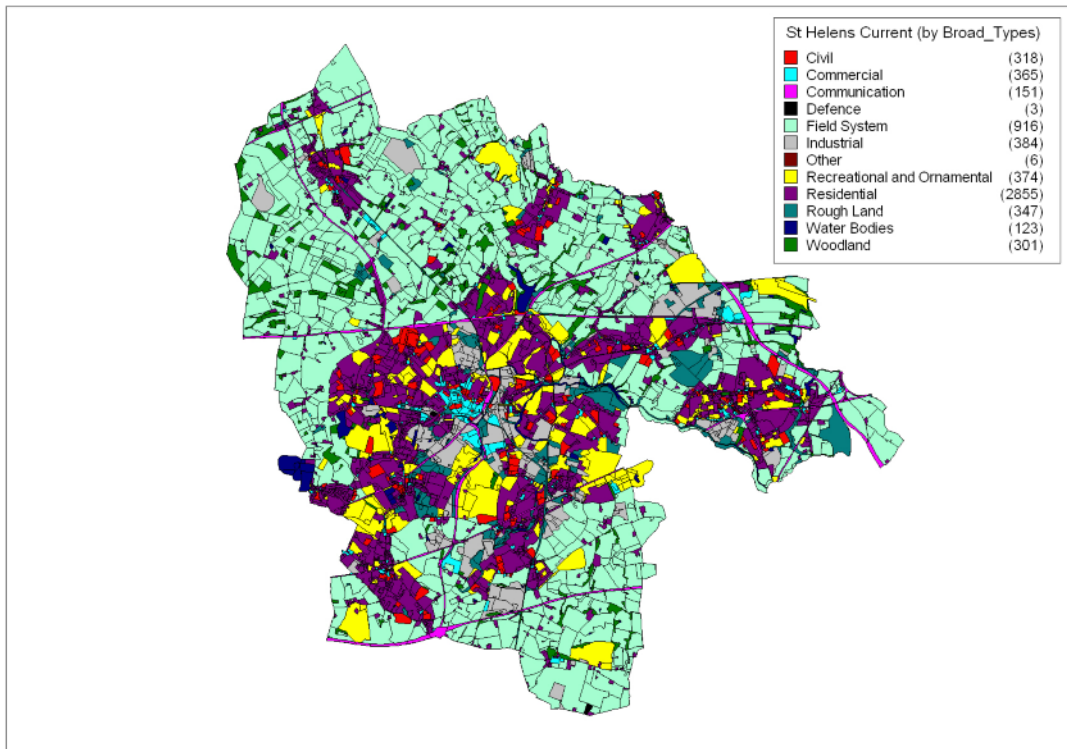 St Helens Current (by Broad_Types)
Civil (318)
Commercial (365)
Communication (151)
Defence (3)
Field System (916)
Industrial (384)
Other (6)
Recreational and Ornamental (374)
Residential (2855)
Rough Land (347)
Water Bodies (123)
Woodland (301)